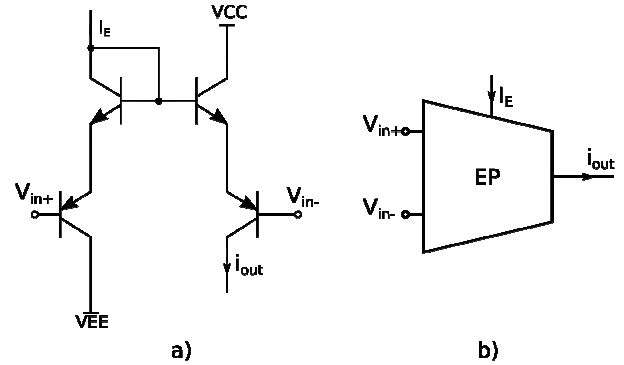 I_E
VCC
V_in+
V_in-
i_out
VEE
a)
I_E
V_in+
V_in-
EP
i_out
b)